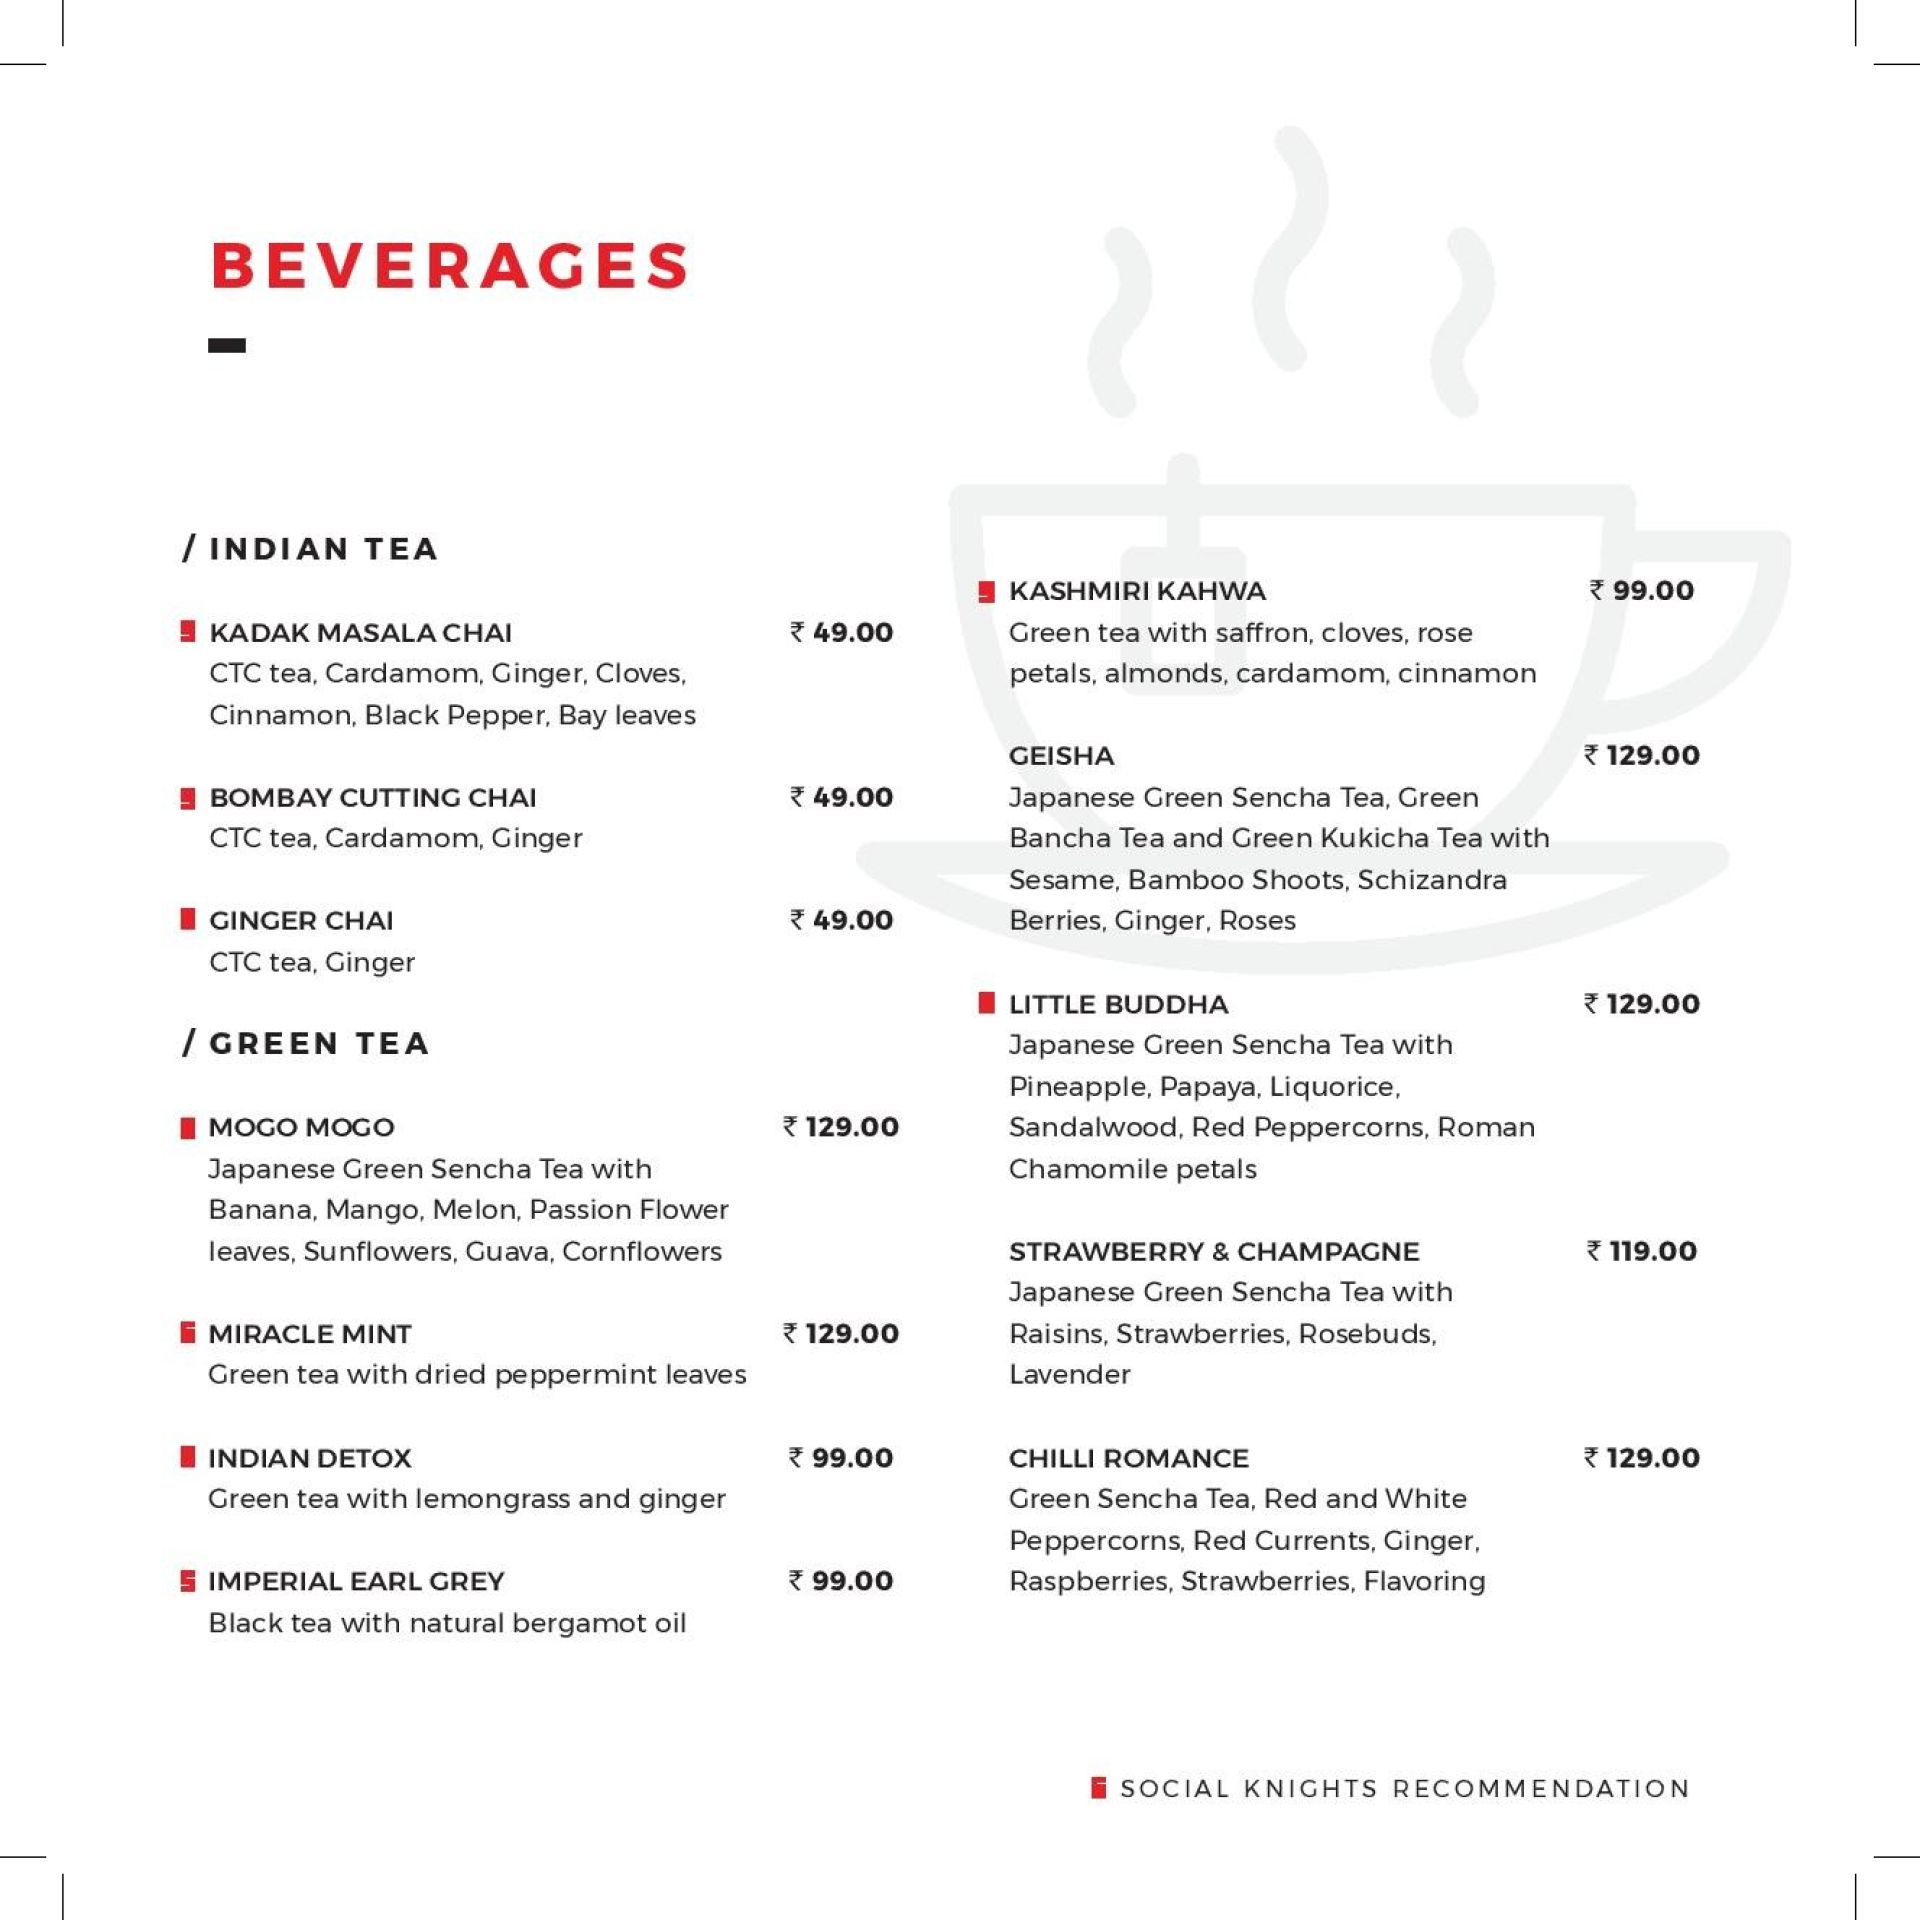 BEVERAGES
/ INDIAN TEA
KADAK MASALA CHAI ₹ 49.00
CTC tea, Cardamom, Ginger, Cloves,
Cinnamon, Black Pepper, Bay leaves
BOMBAY CUTTING CHAI ₹ 49.00
CTC tea, Cardamom, Ginger
GINGER CHAI ₹ 49.00
CTC tea, Ginger
/ GREEN TEA
MOGO MOGO ₹ 129.00
Japanese Green Sencha Tea with
Banana, Mango, Melon, Passion Flower
leaves, Sunflowers, Guava, Cornflowers
MIRACLE MINT ₹ 129.00
Green tea with dried peppermint leaves
INDIAN DETOX ₹ 99.00
Green tea with lemongrass and ginger
IMPERIAL EARL GREY ₹ 99.00
Black tea with natural bergamot oil
KASHMIRI KAHWA ₹ 99.00
Green tea with saffron, cloves, rose
petals, almonds, cardamom, cinnamon
GEISHA ₹ 129.00
Japanese Green Sencha Tea, Green
Bancha Tea and Green Kukicha Tea with
Sesame, Bamboo Shoots, Schizandra
Berries, Ginger, Roses
LITTLE BUDDHA ₹ 129.00
Japanese Green Sencha Tea with
Pineapple, Papaya, Liquorice,
Sandalwood, Red Peppercorns, Roman
Chamomile petals
STRAWBERRY & CHAMPAGNE ₹ 119.00
Japanese Green Sencha Tea with
Raisins, Strawberries, Rosebuds,
Lavender
CHILLI ROMANCE ₹ 129.00
Green Sencha Tea, Red and White
Peppercorns, Red Currents, Ginger,
Raspberries, Strawberries, Flavoring
SOCIAL KNIGHTS RECOMMENDATION